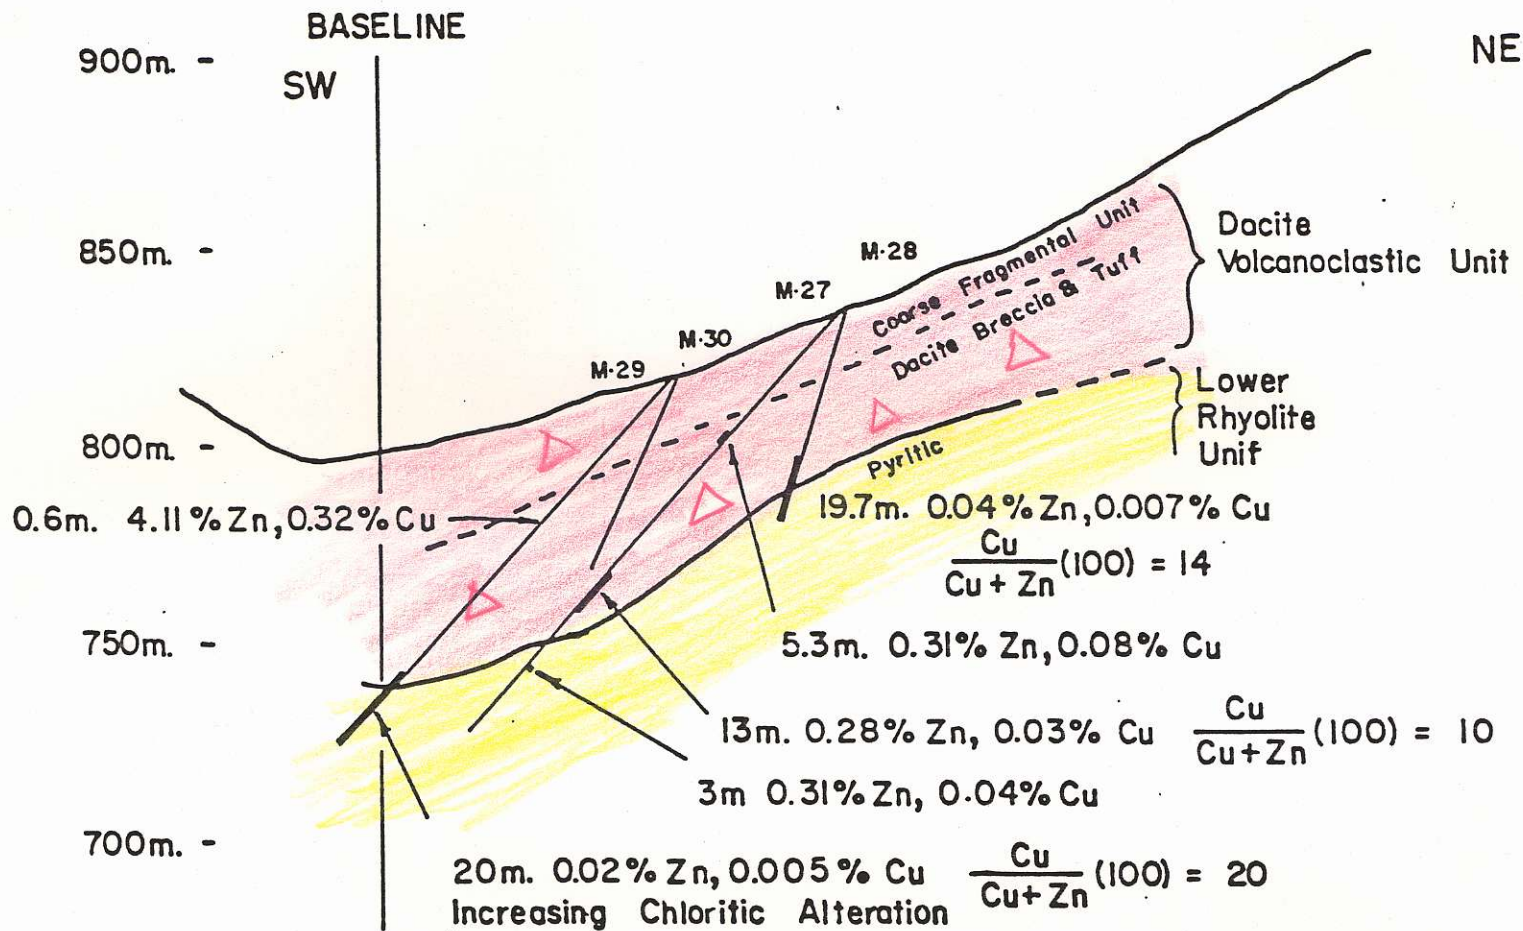 BASELINE
900m.
SW
NE
850m.
M·28
M·27
Coarse Fragmental Unit
Dacite Breccia & Tuff
Dacite
Volcanoclastic Unit
M·30
M·29
Lower
Rhyolite
Unif
800m.
Pyritic
0.6m. 4.11%Zn,0.32%Cu
19.7m. 0.04%Zn,0.007% Cu
Cu
Cu + Zn (100) = 14
750m.
5.3m. 0.31% Zn, 0.08% Cu
13m. 0.28% Zn, 0.03% Cu Cu
Cu+Zn (100) = 10
3m 0.31%Zn, 0.04%Cu
700m.
20m. 0.02%Zn,0.005% Cu Cu
Cu+Zn (100) = 20
Increasing Chloritic Alteration